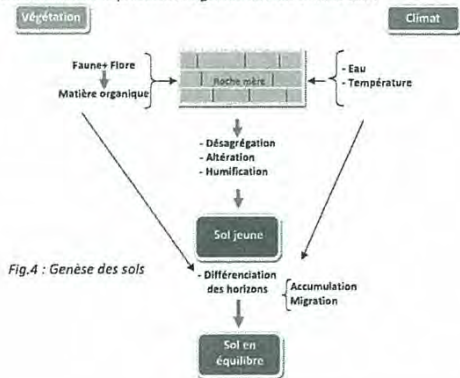 Végétation
Climat
Faune+ Flore
Matière organique
Roche mère
- Eau
- Température
- Désagrégation
- Altération
- Humification
Sol jeune
Fig.4 : Genèse des sols
- Différenciation
des horizons
Accumulation
Migration
Sol en
équilibre